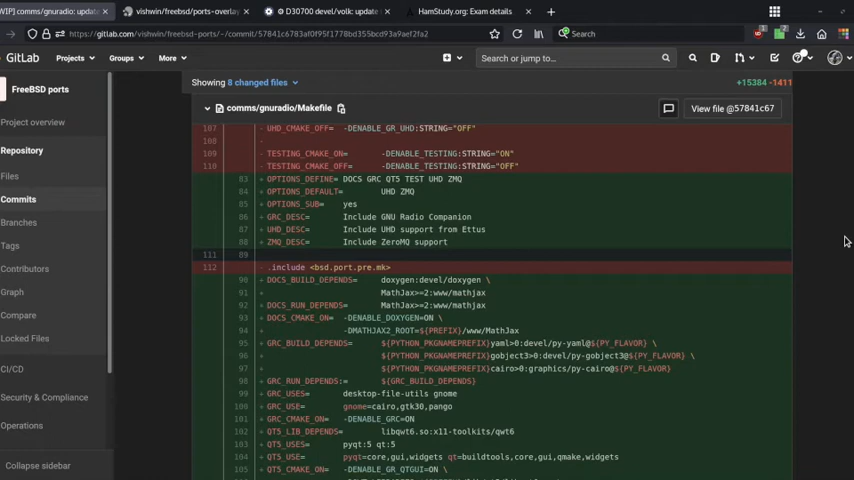 WIP] comms/gnuradio: update
vishwin/freebsd/ports-overlay
D30700 devel/volk: update
HamStudy.org: Exam details
https://gitlab.com/vishwin/freebsd-ports/-/commit/57841c6783af0f95f1bb1775d003390a9aef2fa2
Search
GitLab
Projects
Groups
More
Search or jump to...
Showing 8 changed files
+15384 -1411
FreeBSD ports
Project overview
Repository
Files
Commits
Branches
Tags
Contributors
Graph
Compare
Locked Files
CI/CD
Security & Compliance
Operations
Collapse sidebar
comms/gnuradio/Makefile
View file @57841c67
107 - UHD_CMAKE_OFF= -DENABLE_GR_UHD:STRING="OFF"
108 -
109 - TESTING_CMAKE_ON= -DENABLE_TESTING:STRING="ON"
110 - TESTING_CMAKE_OFF= -DENABLE_TESTING:STRING="OFF"
83 + OPTIONS_DEFINE= DOCS GRC QT5 TEST UHD ZMQ
84 + OPTIONS_DEFAULT= UHD ZMQ
85 + OPTIONS_SUB= yes
86 + GRC_DESC= Include GNU Radio Companion
87 + UHD_DESC= Include UHD support from Ettus
88 + ZMQ_DESC= Include ZeroMQ support
111 89
112 - .include <bsd.port.pre.mk>
90 + DOCS_BUILD_DEPENDS= doxygen:devel/doxygen \
91 + MathJax>=2:www/mathjax
92 + DOCS_RUN_DEPENDS= MathJax>=2:www/mathjax
93 + DOCS_CMAKE_ON= -DENABLE_DOXYGEN=ON \
94 + -DMATHJAX2_ROOT=${PREFIX}/www/MathJax
95 + GRC_BUILD_DEPENDS= ${PYTHON_PKGNAMEPREFIX}yaml>0:devel/py-yaml@${PY_FLAVOR} \
96 + ${PYTHON_PKGNAMEPREFIX}gobject3>0:devel/py-gobject3@${PY_FLAVOR} \
97 + ${PYTHON_PKGNAMEPREFIX}cairo>0:graphics/py-cairo@${PY_FLAVOR}
98 + GRC_RUN_DEPENDS:= ${GRC_BUILD_DEPENDS}
99 + GRC_USES= desktop-file-utils gnome
100 + GRC_USE= gnome=cairo,gtk30,pango
101 + GRC_CMAKE_ON= -DENABLE_GRC=ON
102 + QT5_LIB_DEPENDS= libqwt6.so:x11-toolkits/qwt6
103 + QT5_USES= pyqt:5 qt:5
104 + QT5_USE= pyqt=core,gui,widgets qt=buildtools,core,gui,qmake,widgets
105 + QT5_CMAKE_ON= -DENABLE_GR_QTGUI=ON \